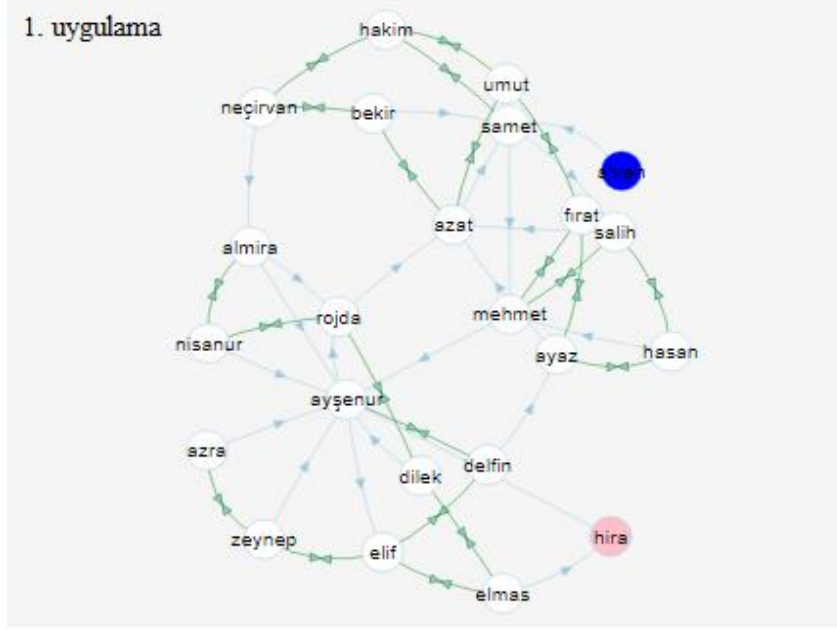 1. uygulama
hakim
umut
neçirvan
bekir
samet
azat
fırat
salih
almira
rojda
mehmet
nisanur
ayaz
hasan
ayşenur
azra
dilek
delfin
zeynep
elif
hira
elmas